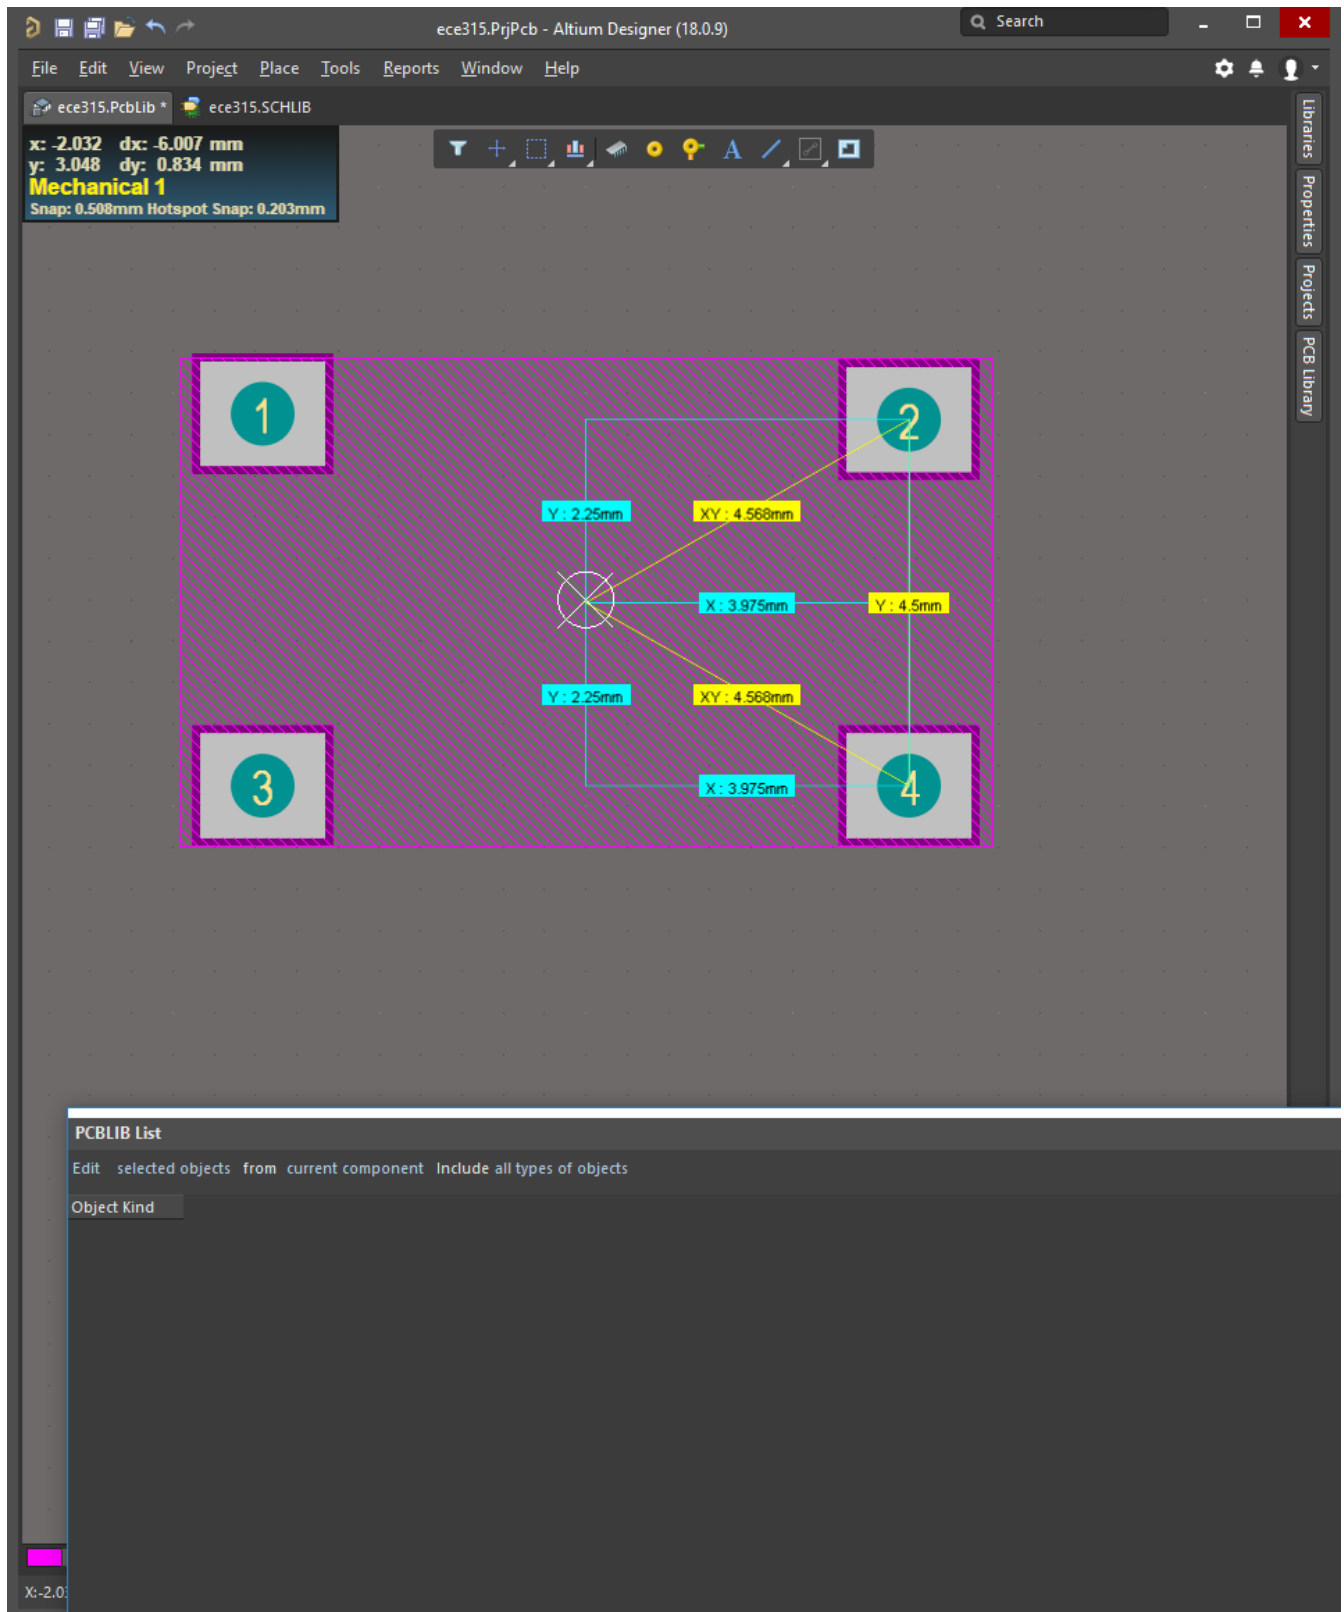 ece315.PrjPcb - Altium Designer (18.0.9)
Search
File Edit View Project Place Tools Reports Window Help
ece315.PcbLib *
ece315.SCHLIB
x: -2.032 dx: -6.007 mm
y: 3.048 dy: 0.834 mm
Mechanical 1
Snap: 0.508mm Hotspot Snap: 0.203mm
A
Libraries
Properties
Projects
PCB Library
1
2
Y : 2.25mm
XY : 4.568mm
X : 3.975mm
Y : 4.5mm
Y : 2.25mm
XY : 4.568mm
3
X : 3.975mm
4
PCBLIB List
Edit selected objects from current component Include all types of objects
Object Kind